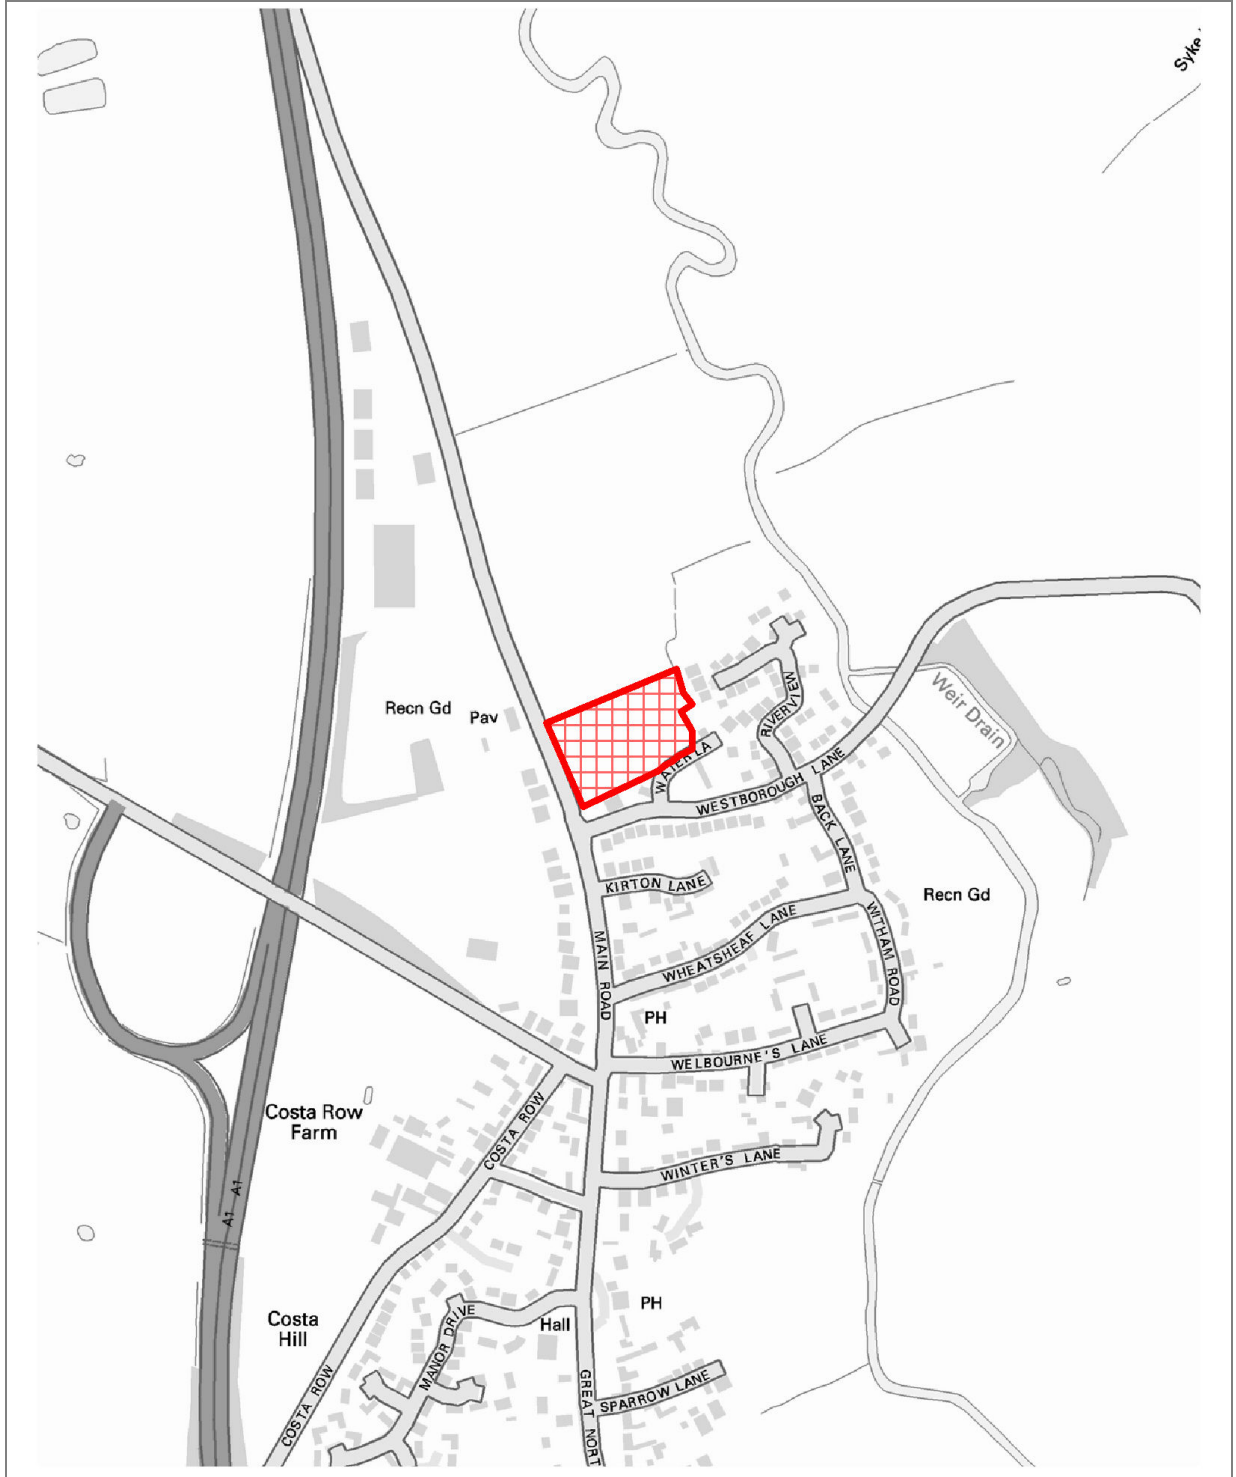 Syke
Weir Drain
RIVERVIEW
Recn Gd
Pav
WATER LA
WESTBOROUGH LANE
BACK LANE
KIRTON LANE
Recn Gd
WITHAM ROAD
WHEATSHEAF LANE
MAIN ROAD
PH
WELBOURNE'S LANE
Costa Row
Farm
COSTA ROW
WINTER'S LANE
A1
A1
PH
Costa
Hill
Hall
MANOR DRIVE
COSTA ROW
GREAT NORT
SPARROW LANE